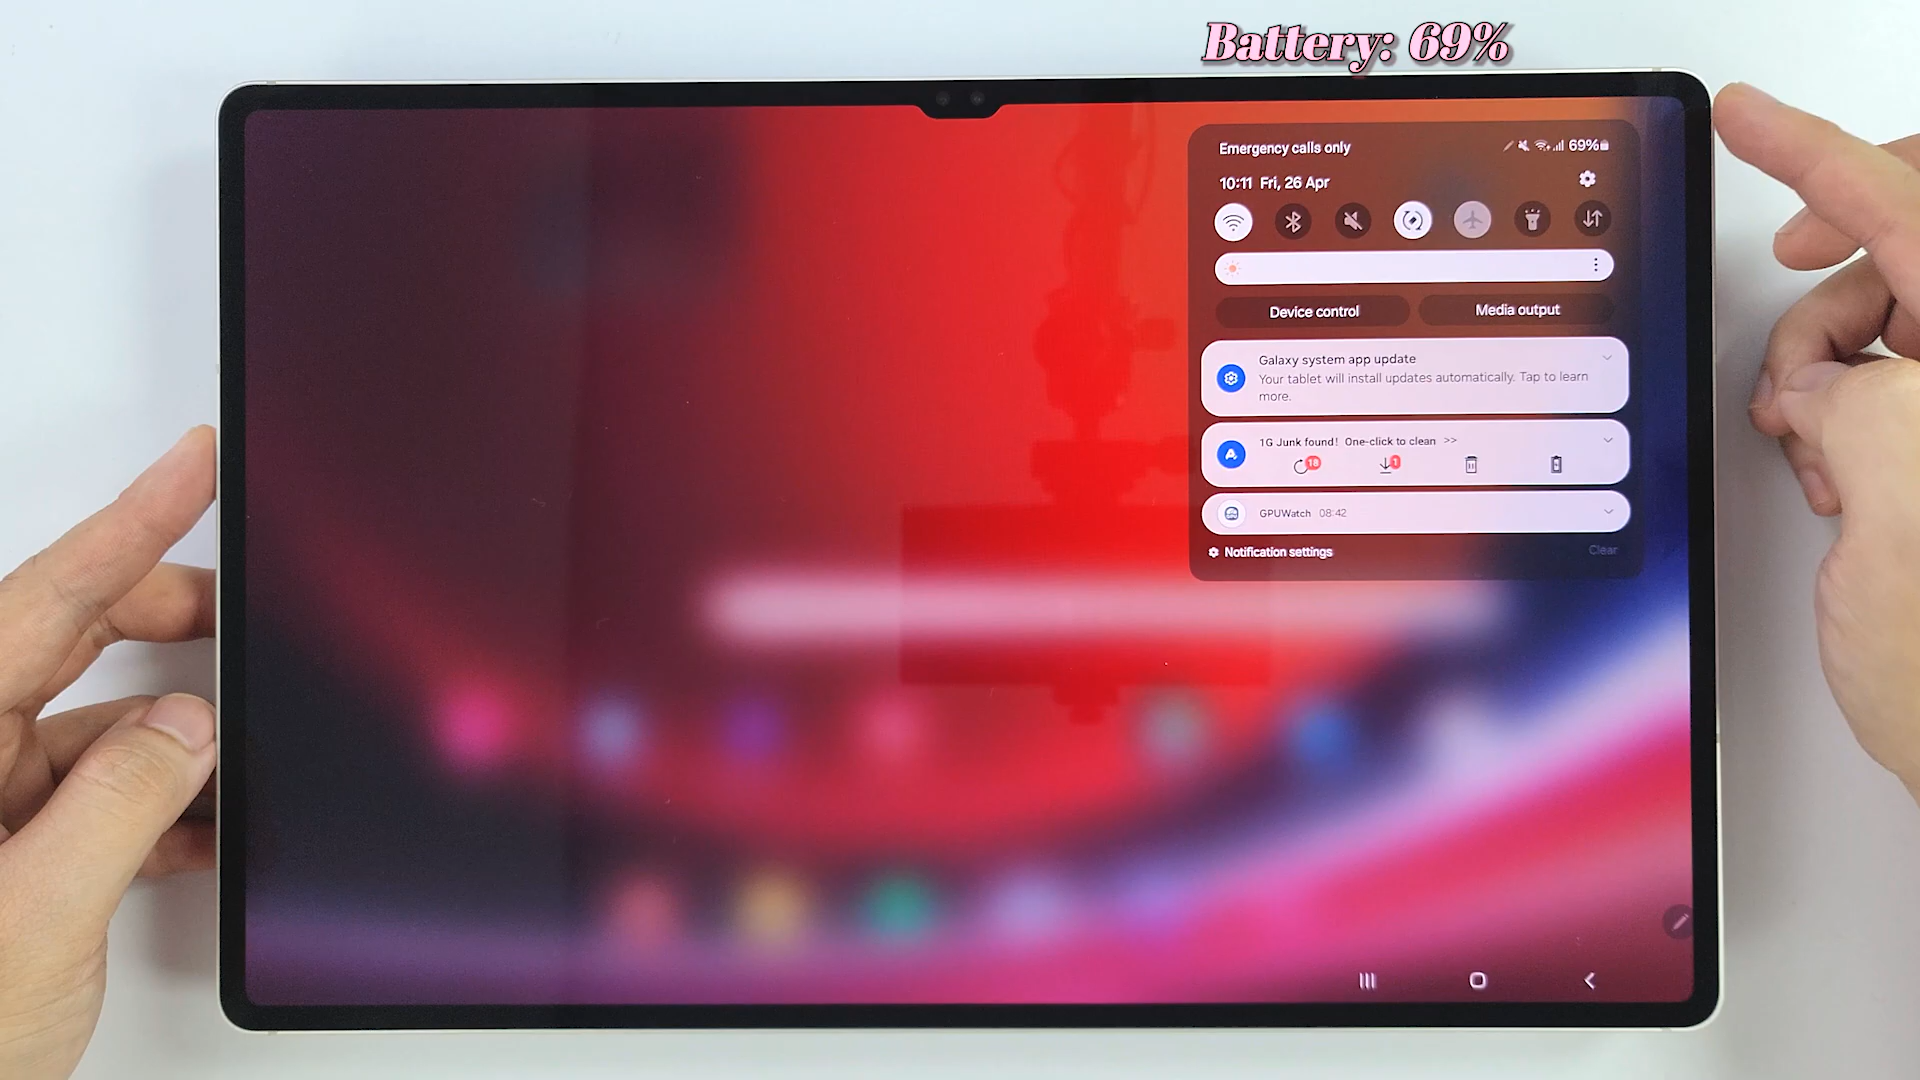 Battery: 69%
Emergency calls only
69%
10:11 Fri, 26 Apr
Device control
Media output
Galaxy system app update
Your tablet will install updates automatically. Tap to learn
more.
1G Junk found! One-click to clean >>
18
1
GPUWatch 08:42
Notification settings
Clear